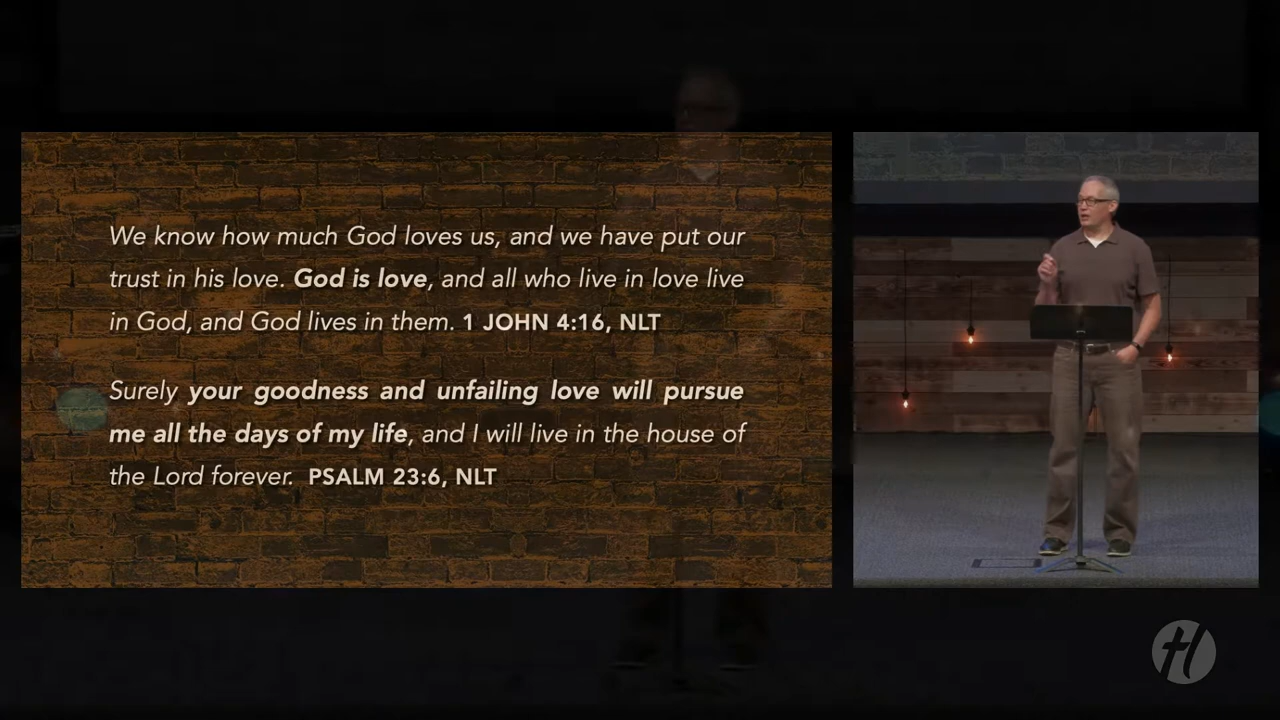 We know how much God loves us, and we have put our
trust in his love. God is love, and all who live in love live
in God, and God lives in them. 1 JOHN 4:16, NLT
Surely your goodness and unfailing love will pursue
me all the days of my life, and I will live in the house of
the Lord forever. PSALM 23:6, NLT
H